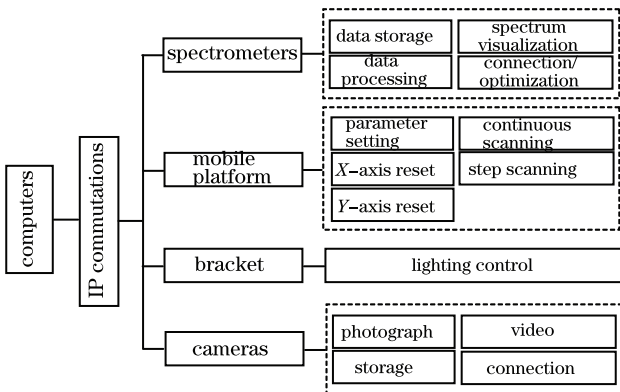 computers
IP commutations
spectrometers
data storage
spectrum
visualization
data
processing
connection/
optimization
mobile
platform
parameter
setting
continuous
scanning
X-axis reset
step scanning
Y-axis reset
bracket
lighting control
cameras
photograph
video
storage
connection